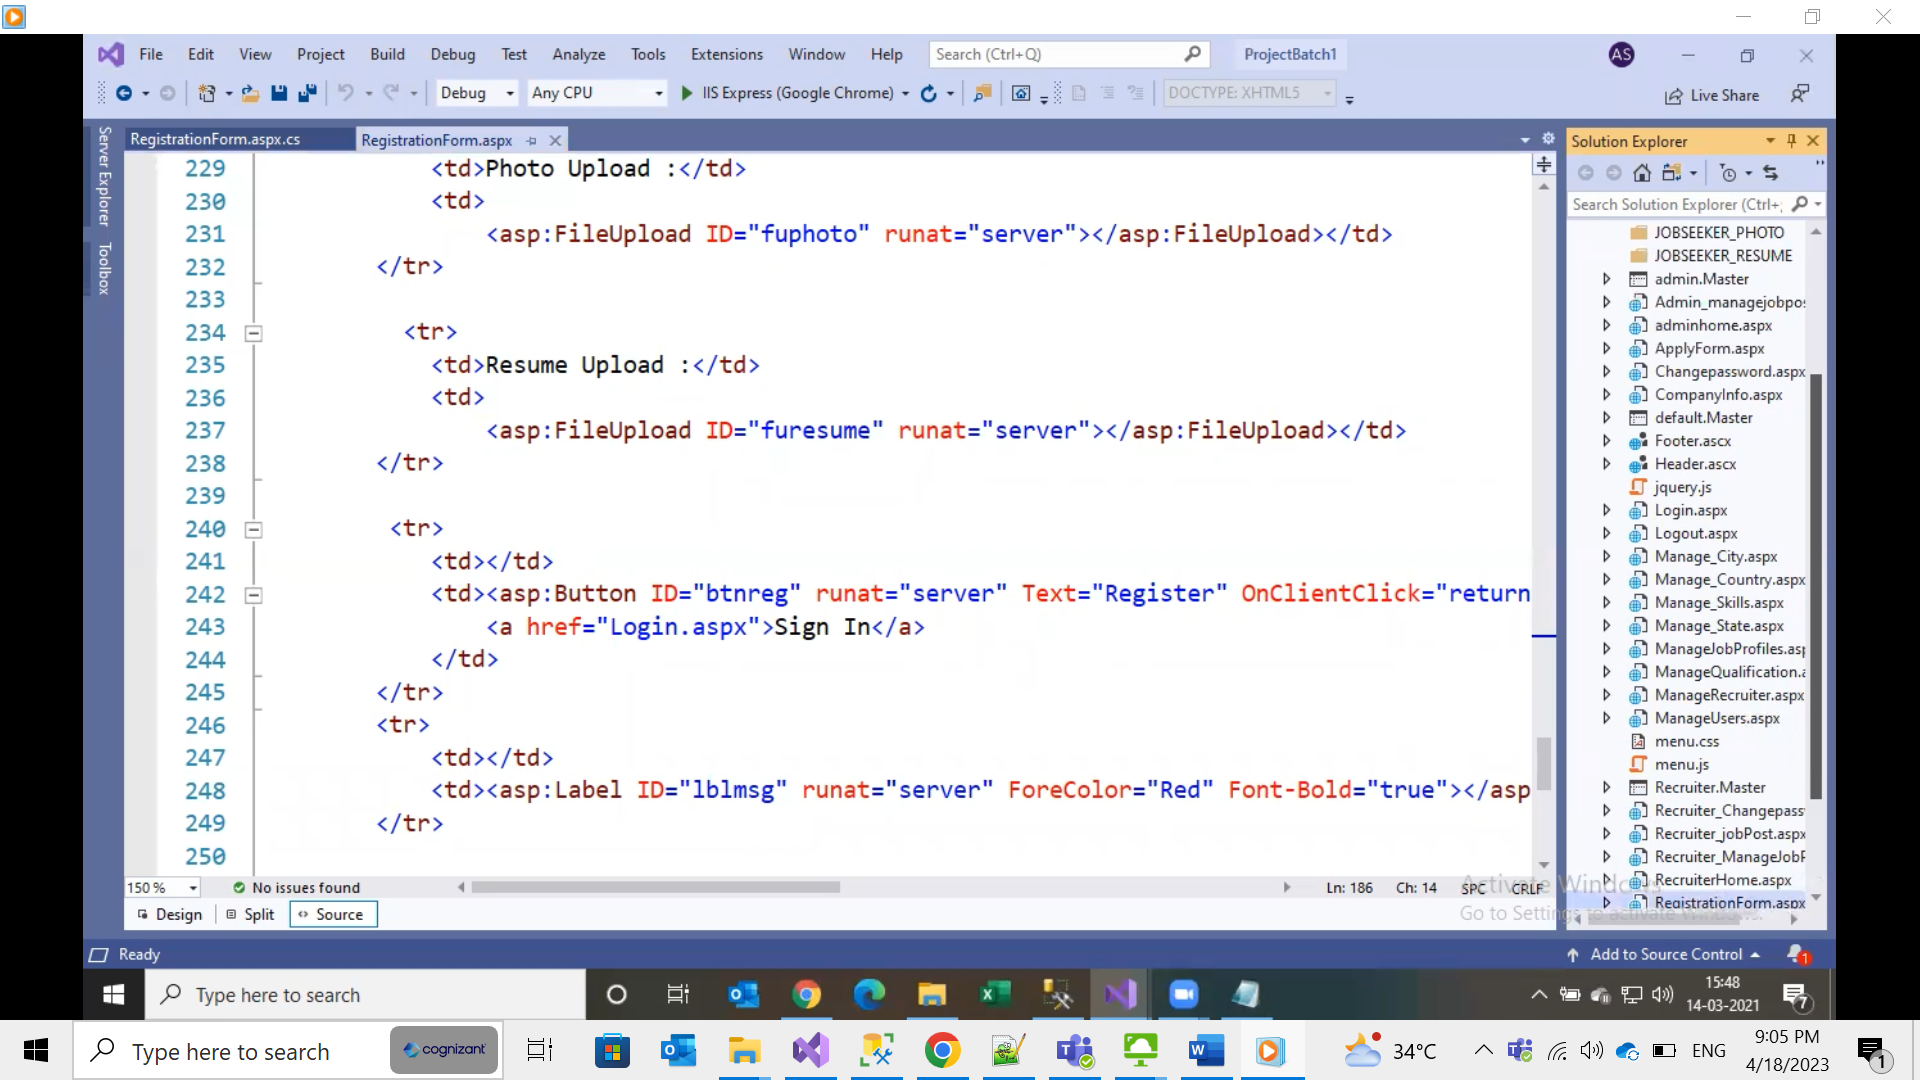 File Edit View Project Build Debug Test Analyze Tools Extensions Window Help Search (Ctrl+Q) ProjectBatch1 AS
Debug Any CPU IIS Express (Google Chrome) DOCTYPE: XHTML5 Live Share
Server Explorer
Toolbox
RegistrationForm.aspx.cs RegistrationForm.aspx
229 <td>Photo Upload :</td>
230 <td>
231 <asp:FileUpload ID="fuphoto" runat="server"></asp:FileUpload></td>
232 </tr>
233
234 <tr>
235 <td>Resume Upload :</td>
236 <td>
237 <asp:FileUpload ID="furesume" runat="server"></asp:FileUpload></td>
238 </tr>
239
240 <tr>
241 <td></td>
242 <td><asp:Button ID="btnreg" runat="server" Text="Register" OnClientClick="return
243 <a href="Login.aspx">Sign In</a>
244 </td>
245 </tr>
246 <tr>
247 <td></td>
248 <td><asp:Label ID="lblmsg" runat="server" ForeColor="Red" Font-Bold="true"></asp
249 </tr>
250
150 % No issues found Ln: 186 Ch: 14 SPC CRLF
Design Split Source
Solution Explorer
Search Solution Explorer (Ctrl+;
JOBSEEKER_PHOTO
JOBSEEKER_RESUME
admin.Master
Admin_managejobpos
adminhome.aspx
ApplyForm.aspx
Changepassword.aspx
CompanyInfo.aspx
default.Master
Footer.ascx
Header.ascx
jquery.js
Login.aspx
Logout.aspx
Manage_City.aspx
Manage_Country.aspx
Manage_Skills.aspx
Manage_State.aspx
ManageJobProfiles.asp
ManageQualification.a
ManageRecruiter.aspx
ManageUsers.aspx
menu.css
menu.js
Recruiter.Master
Recruiter_Changepass
Recruiter_jobPost.aspx
Recruiter_ManageJobP
RecruiterHome.aspx
RegistrationForm.aspx
Activate Windows
Go to Settings to activate Windows.
Ready Add to Source Control 1
Type here to search 15:48
14-03-2021 7
Type here to search cognizant 34°C ENG 9:05 PM
4/18/2023 1